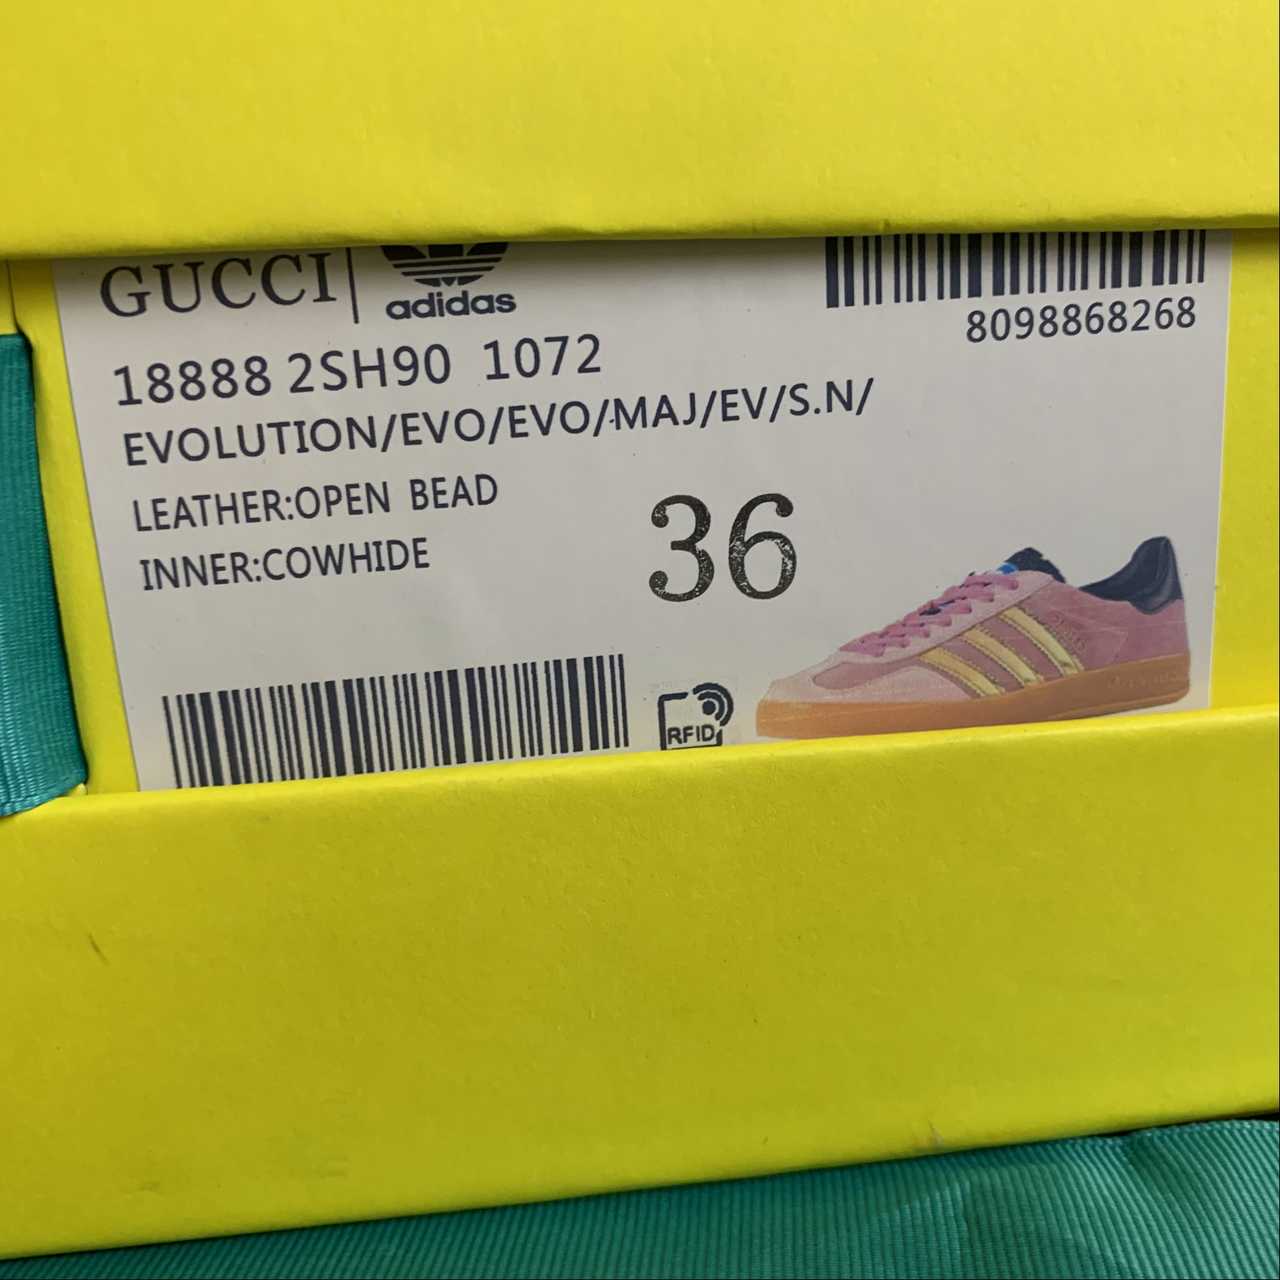 GUCCI
adidas
8098868268
18888 2SH90 1072
EVOLUTION/EVO/EVO/MAJ/EV/S.N/
LEATHER:OPEN BEAD
INNER:COWHIDE
36
RFID